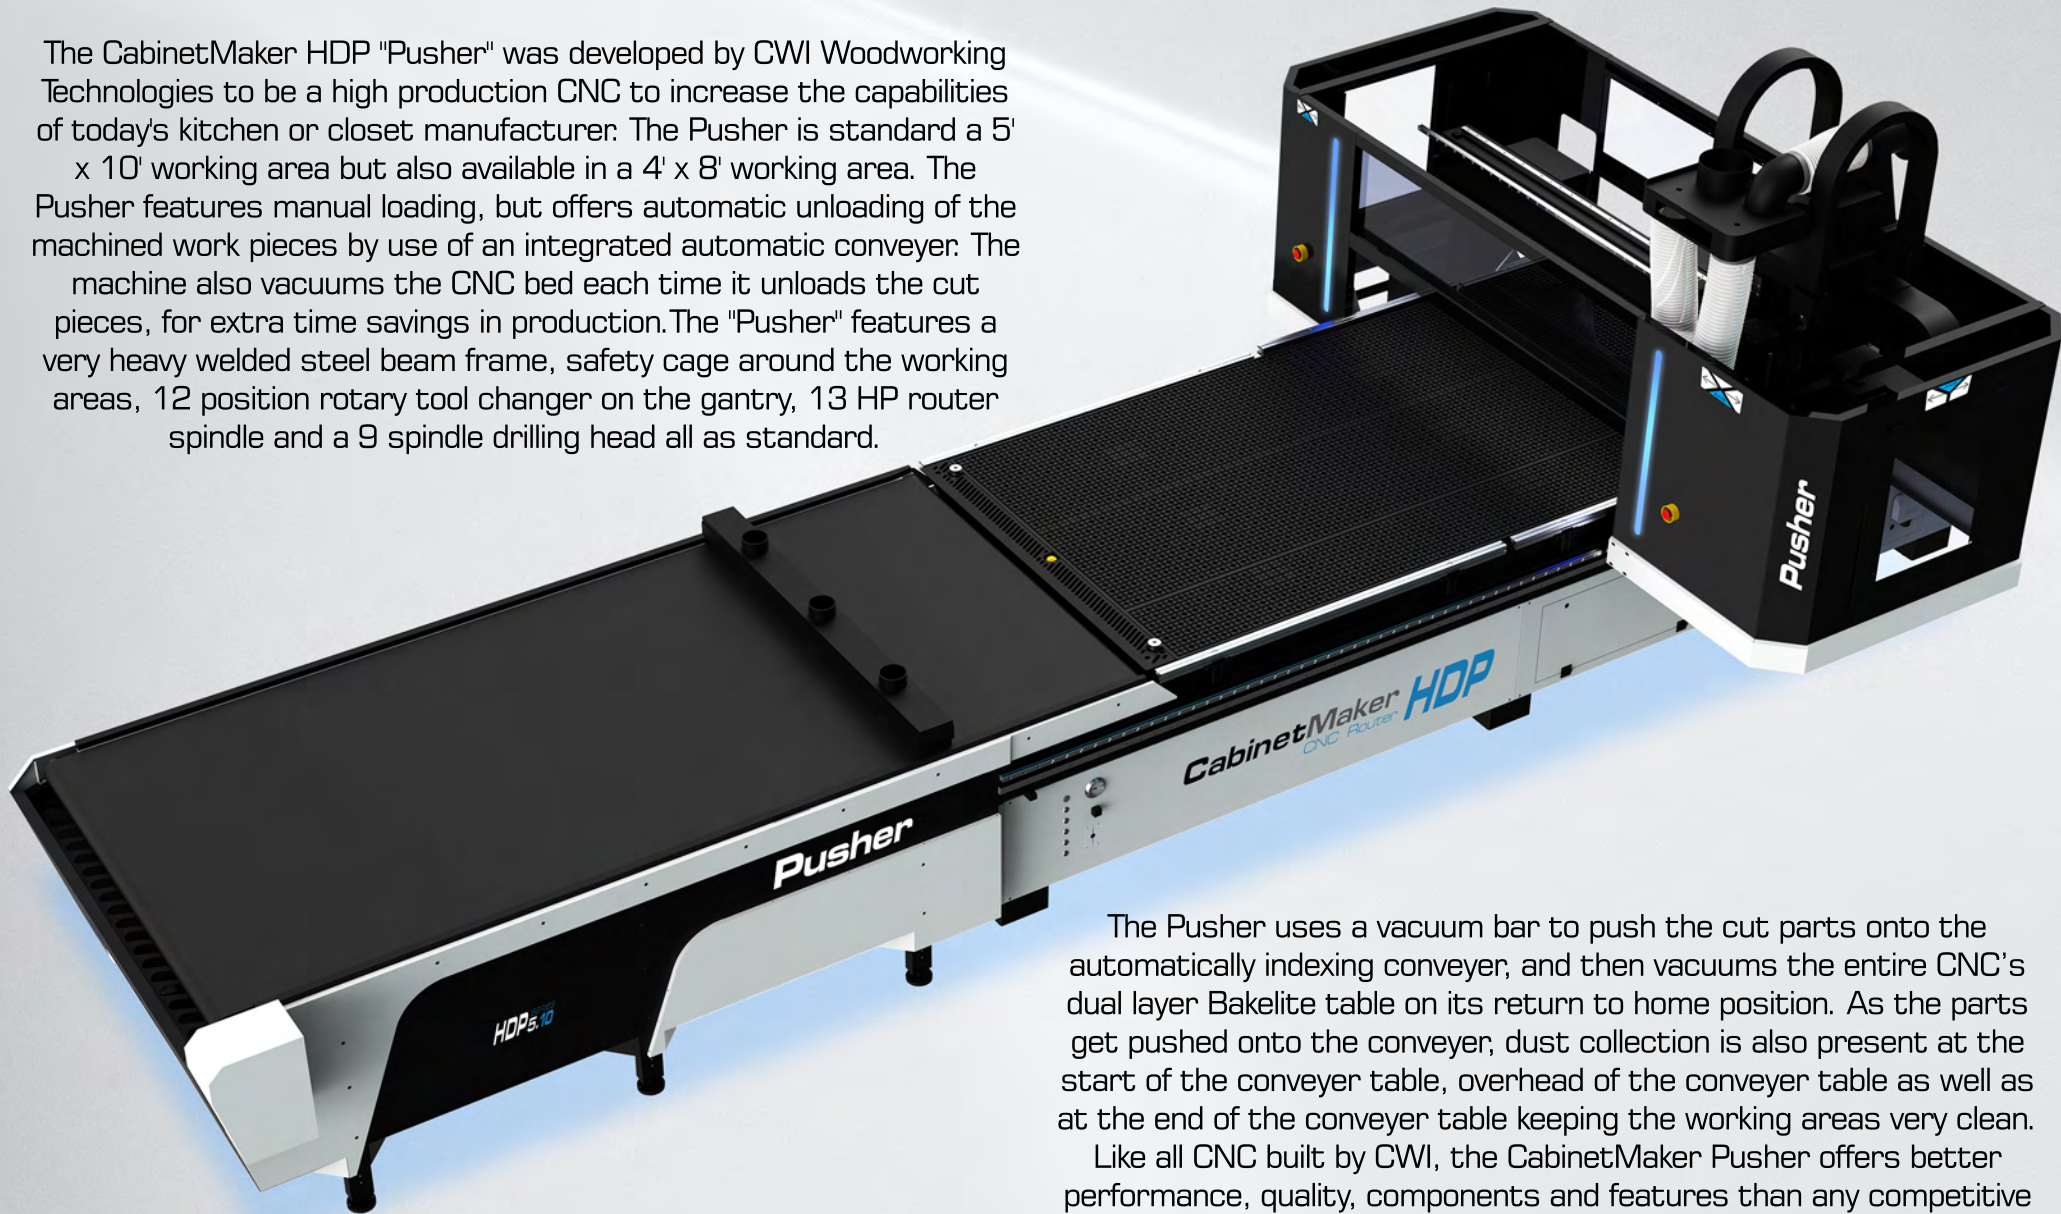 The CabinetMaker HDP "Pusher" was developed by CWI Woodworking
Technologies to be a high production CNC to increase the capabilities
of today's kitchen or closet manufacturer. The Pusher is standard a 5'
x 10' working area but also available in a 4' x 8' working area. The
Pusher features manual loading, but offers automatic unloading of the
machined work pieces by use of an integrated automatic conveyer. The
machine also vacuums the CNC bed each time it unloads the cut
pieces, for extra time savings in production.The "Pusher" features a
very heavy welded steel beam frame, safety cage around the working
areas, 12 position rotary tool changer on the gantry, 13 HP router
spindle and a 9 spindle drilling head all as standard.
Pusher
CabinetMaker HDP
CNC Router
Pusher
HDP5.10
The Pusher uses a vacuum bar to push the cut parts onto the
automatically indexing conveyer, and then vacuums the entire CNC's
dual layer Bakelite table on its return to home position. As the parts
get pushed onto the conveyer, dust collection is also present at the
start of the conveyer table, overhead of the conveyer table as well as
at the end of the conveyer table keeping the working areas very clean.
Like all CNC built by CWI, the CabinetMaker Pusher offers better
performance, quality, components and features than any competitive